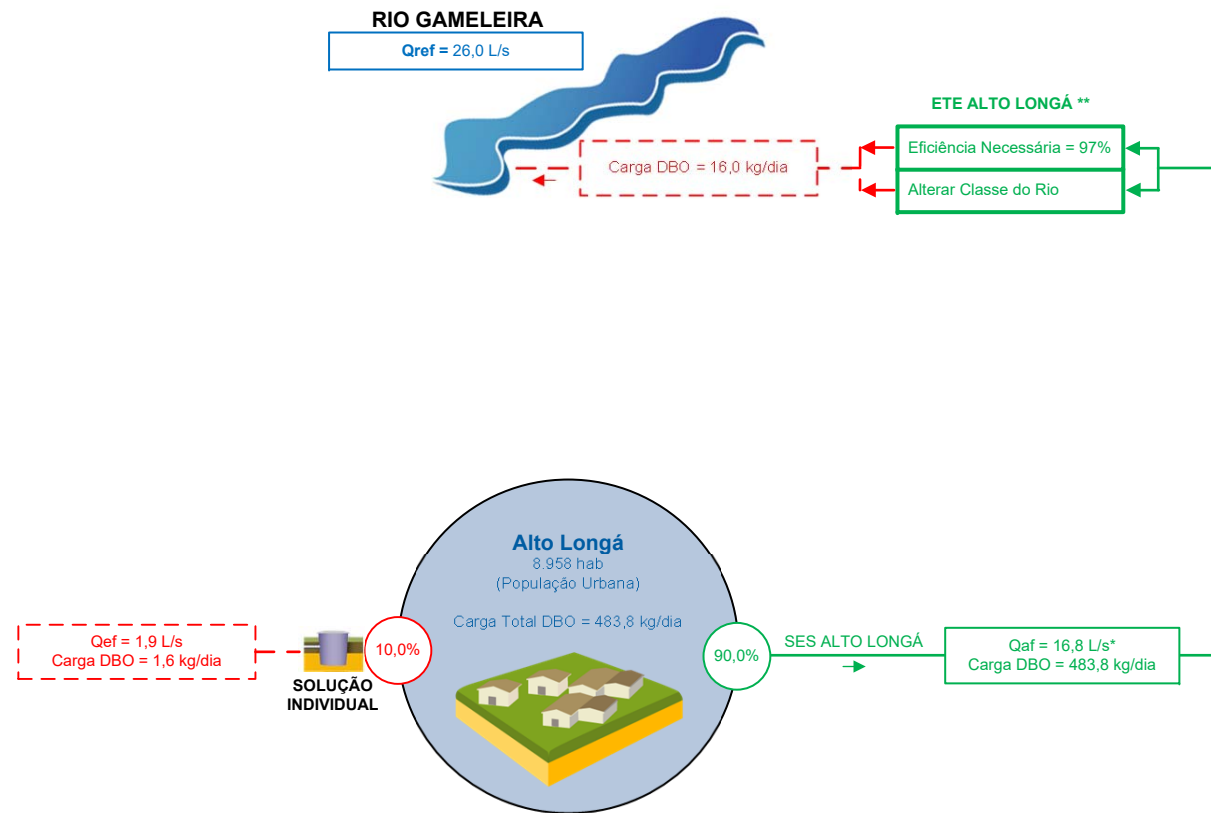 RIO GAMELEIRA
Qref = 26,0 L/s
ETE ALTO LONGÁ **
Eficiência Necessária = 97%
Alterar Classe do Rio
Carga DBO = 16,0 kg/dia
Alto Longá
8.958 hab
(População Urbana)
Carga Total DBO = 483,8 kg/dia
Qef = 1,9 L/s
Carga DBO = 1,6 kg/dia
SOLUÇÃO
INDIVIDUAL
10,0%
90,0%
SES ALTO LONGÁ
Qaf = 16,8 L/s*
Carga DBO = 483,8 kg/dia